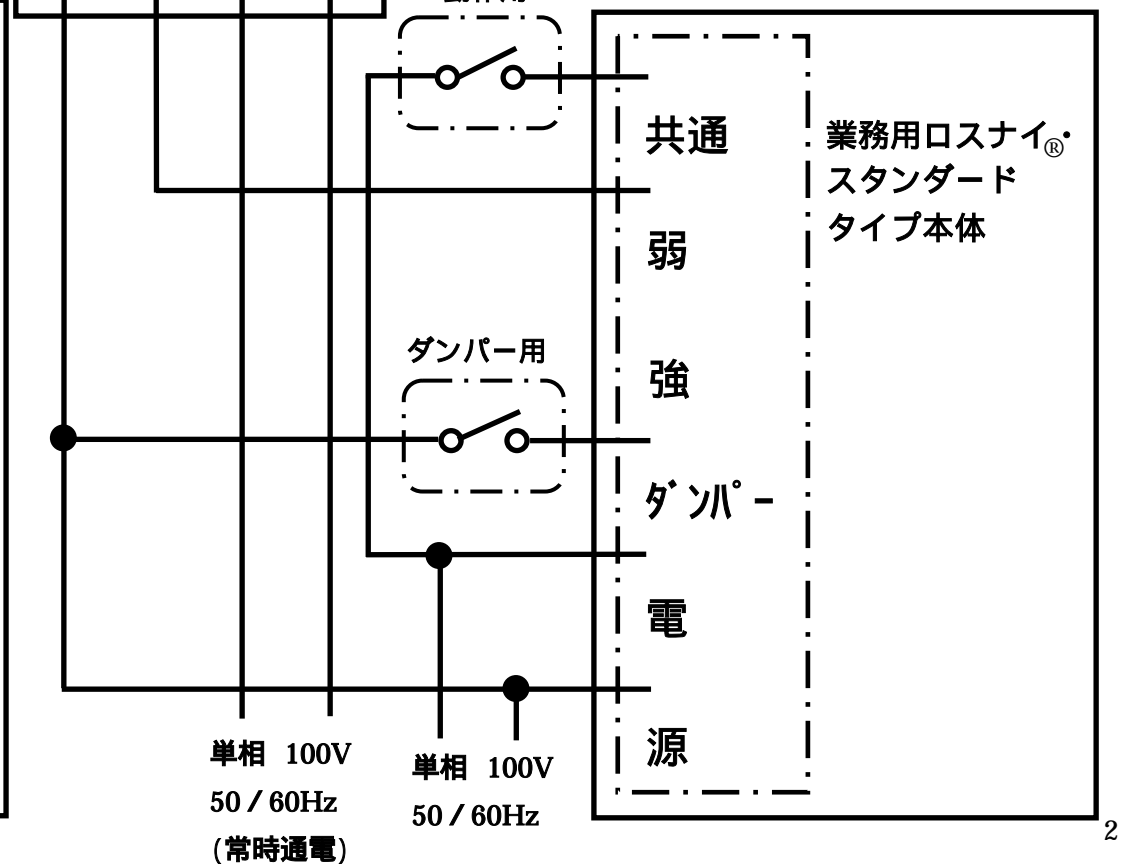 共通
業務用ロスナイ®・
スタンダード
タイプ本体
弱
ダンパー用
強
ダンパー
電
源
単相 100V
50 / 60Hz
(常時通電)
単相 100V
50 / 60Hz
2